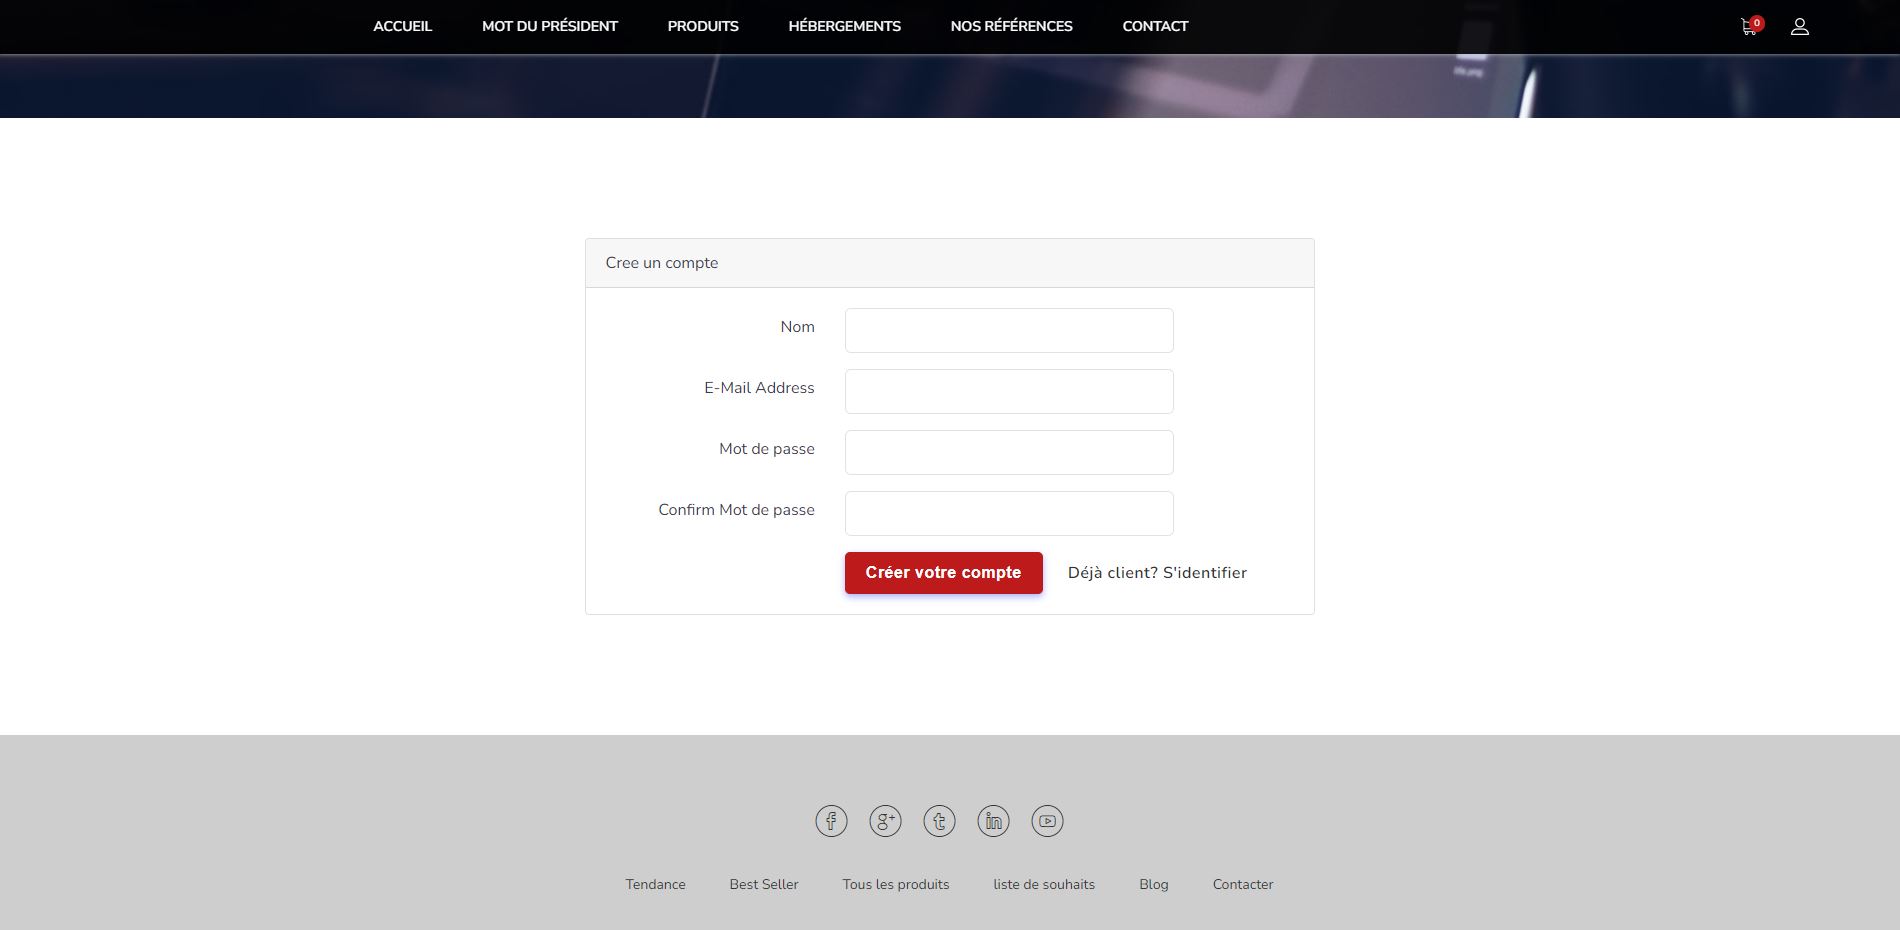 ACCUEIL MOT DU PRÉSIDENT PRODUITS HÉBERGEMENTS NOS RÉFÉRENCES CONTACT 0
Cree un compte
Nom
E-Mail Address
Mot de passe
Confirm Mot de passe
Créer votre compte Déjà client? S'identifier
Tendance Best Seller Tous les produits liste de souhaits Blog Contacter